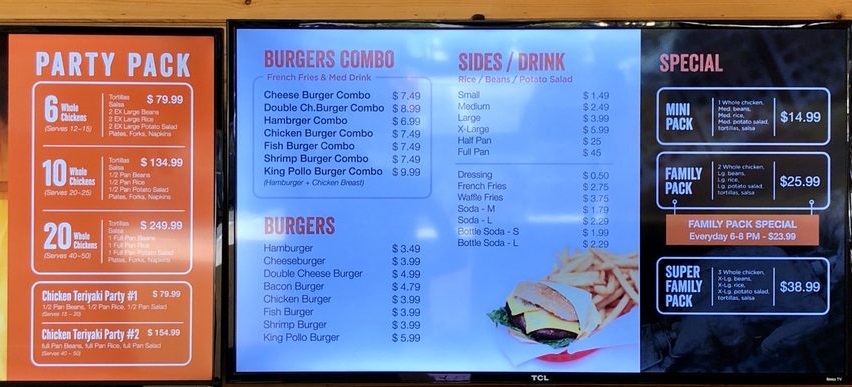 PARTY PACK
6 Whole Chickens
(Serves 12-15)
Tortillas
Salsa
2 EX Large Beans
2 EX Large Rice
2 EX Large Potato Salad
Plates, Forks, Napkins
$ 79.99
10 Whole Chickens
(Serves 20-25)
Tortillas
Salsa
1/2 Pan Beans
1/2 Pan Rice
1/2 Pan Potato Salad
Plates, Forks, Napkins
$ 134.99
20 Whole Chickens
(Serves 40-50)
Tortillas
Salsa
1 Full Pan Beans
1 Full Pan Rice
1 Full Pan Potato Salad
Plates, Forks, Napkins
$ 249.99
Chicken Teriyaki Party #1 $ 79.99
1/2 Pan Beans, 1/2 Pan Rice, 1/2 Pan Salad
(Serves 15 - 20)
Chicken Teriyaki Party #2 $ 154.99
full Pan Beans, full Pan Rice, full Pan Salad
(Serves 40 - 50)
BURGERS COMBO
French Fries & Med Drink
Cheese Burger Combo $ 7.49
Double Ch.Burger Combo $ 8.99
Hambrger Combo $ 6.99
Chicken Burger Combo $ 7.49
Fish Burger Combo $ 7.49
Shrimp Burger Combo $ 7.49
King Pollo Burger Combo $ 9.99
(Hamburger + Chicken Breast)
BURGERS
Hamburger $ 3.49
Cheeseburger $ 3.99
Double Cheese Burger $ 4.99
Bacon Burger $ 4.79
Chicken Burger $ 3.99
Fish Burger $ 3.99
Shrimp Burger $ 3.99
King Pollo Burger $ 5.99
SIDES / DRINK
Rice / Beans / Potato Salad
Small $ 1.49
Medium $ 2.49
Large $ 3.99
X-Large $ 5.99
Half Pan $ 25
Full Pan $ 45
Dressing $ 0.50
French Fries $ 2.75
Waffle Fries $ 3.75
Soda - M $ 1.79
Soda - L $ 2.29
Bottle Soda - S $ 1.99
Bottle Soda - L $ 2.29
SPECIAL
MINI PACK
1 Whole chicken,
Med. beans,
Med. rice,
Med. potato salad,
tortillas, salsa
$14.99
FAMILY PACK
2 Whole chicken,
Lg. beans,
Lg. rice,
Lg. potato salad,
tortillas, salsa
$25.99
FAMILY PACK SPECIAL
Everyday 6-8 PM - $23.99
SUPER FAMILY PACK
3 Whole chicken,
X-Lg. beans,
X-Lg. rice,
X-Lg. potato salad,
tortillas, salsa
$38.99
TCL
Roku TV